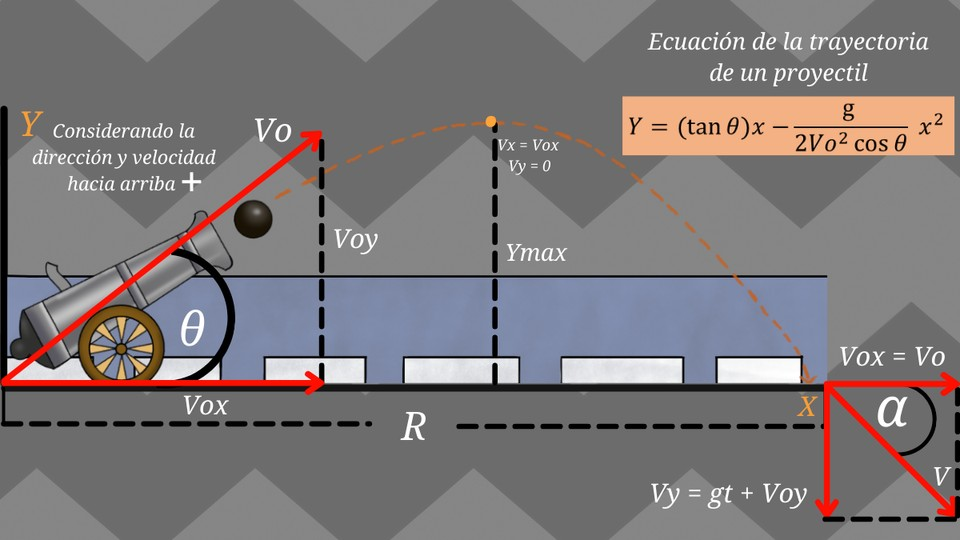 Ecuación de la trayectoria
de un proyectil
Y = (tan θ)x − g / 2Vo² cos θ x²
Y
Considerando la
dirección y velocidad
hacia arriba +
Vo
Vx = Vox
Vy = 0
Voy
Ymax
θ
Vox = Vo
Vox
X
α
R
V
Vy = gt + Voy